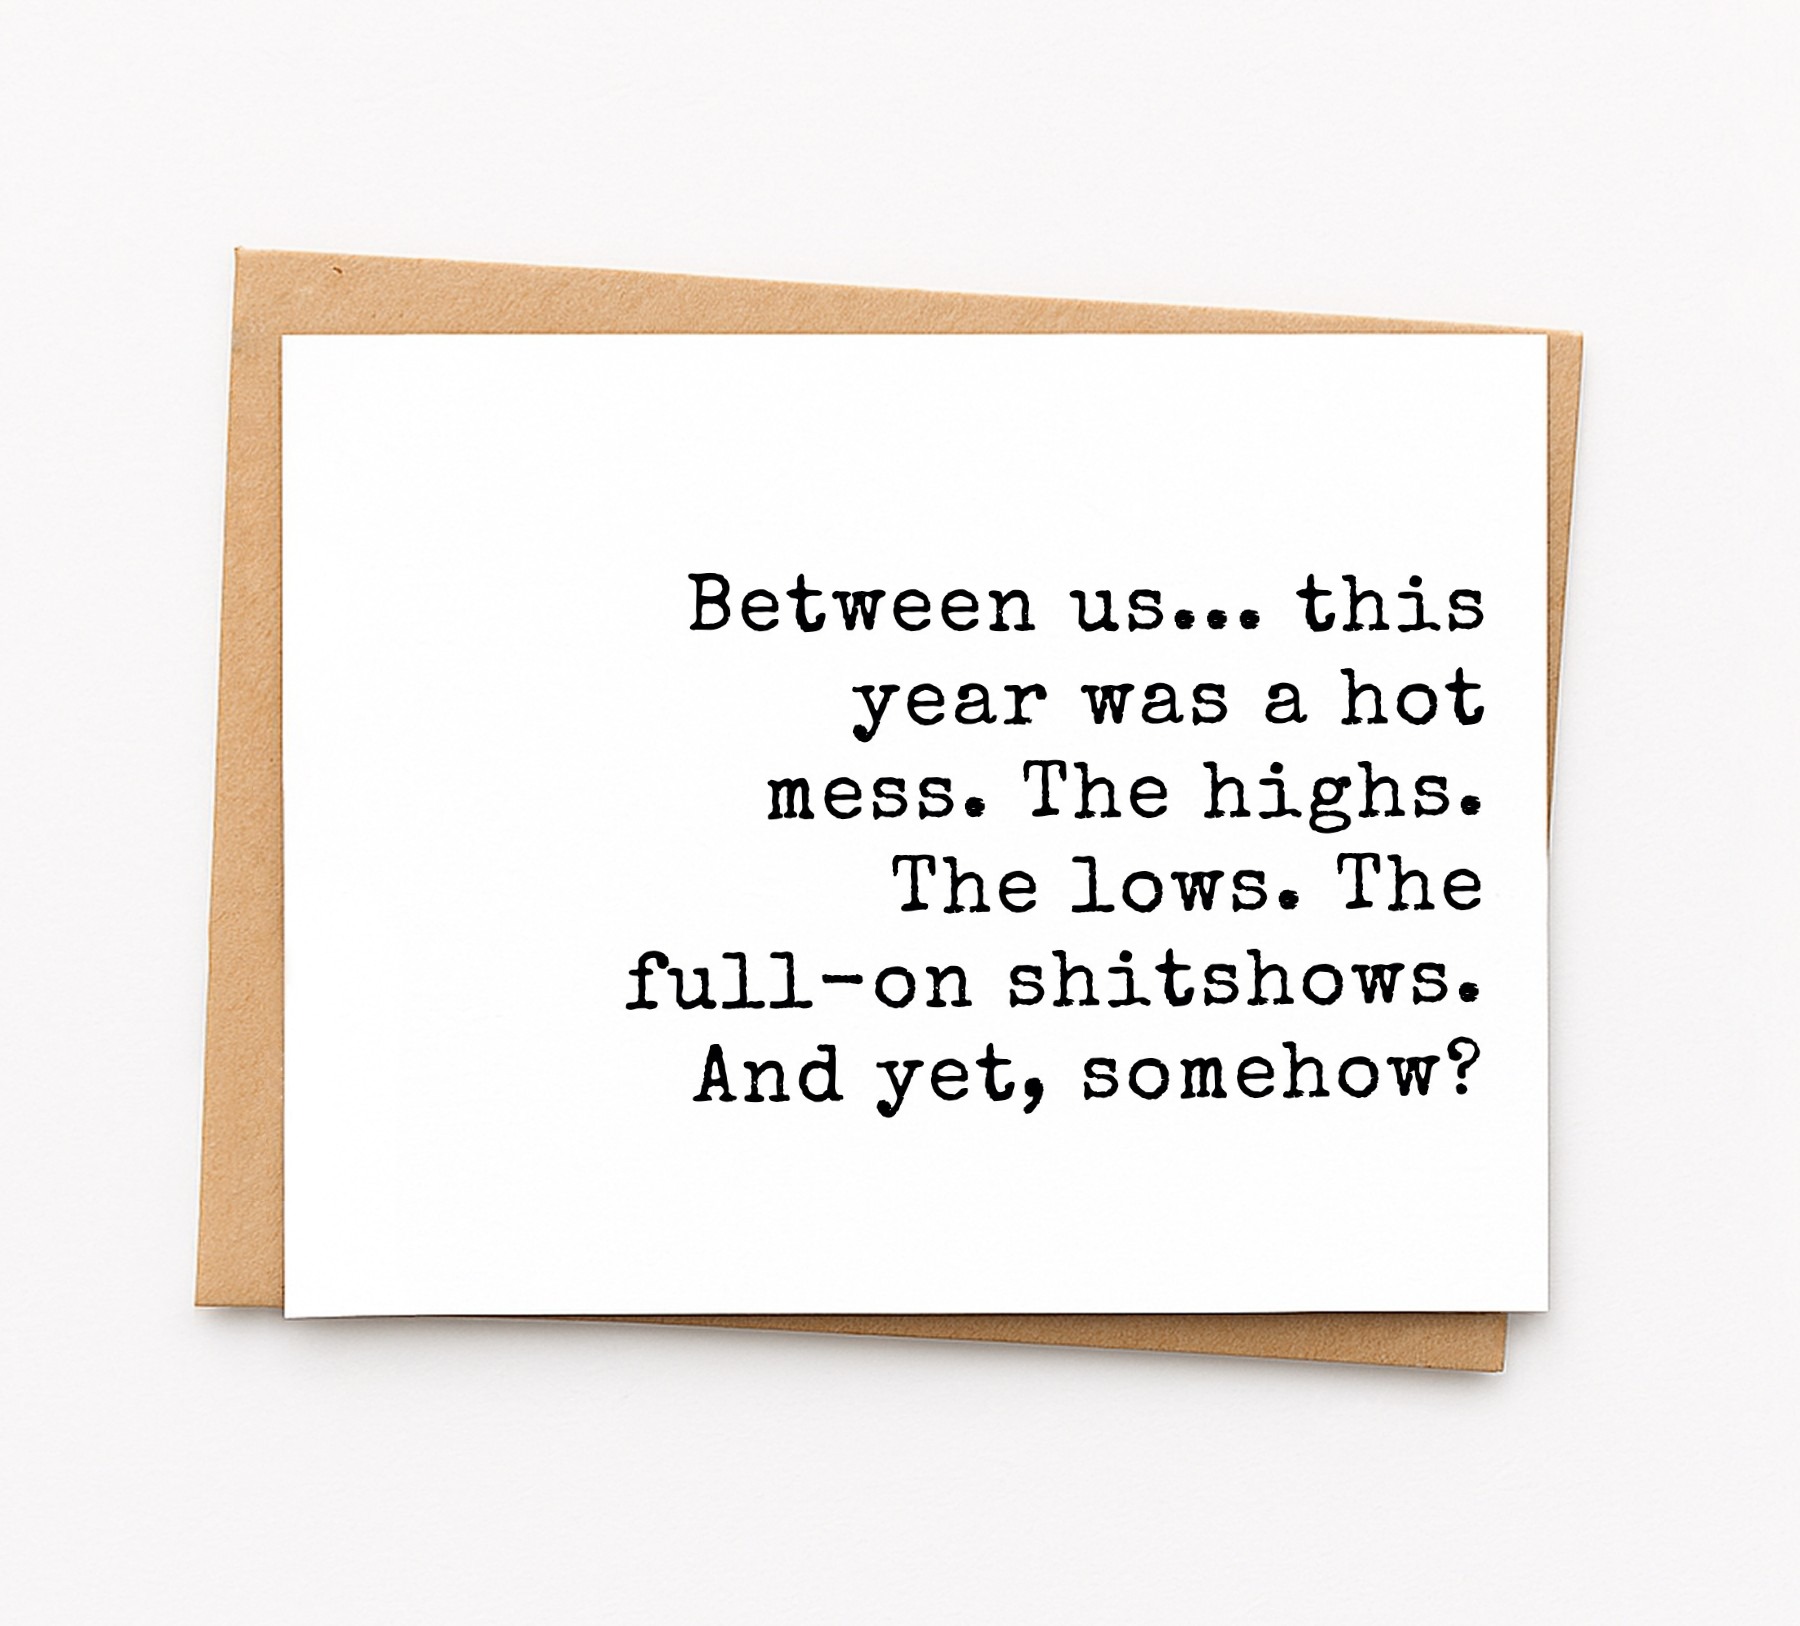 Between us... this
year was a hot
mess. The highs.
The lows. The
full-on shitshows.
And yet, somehow?